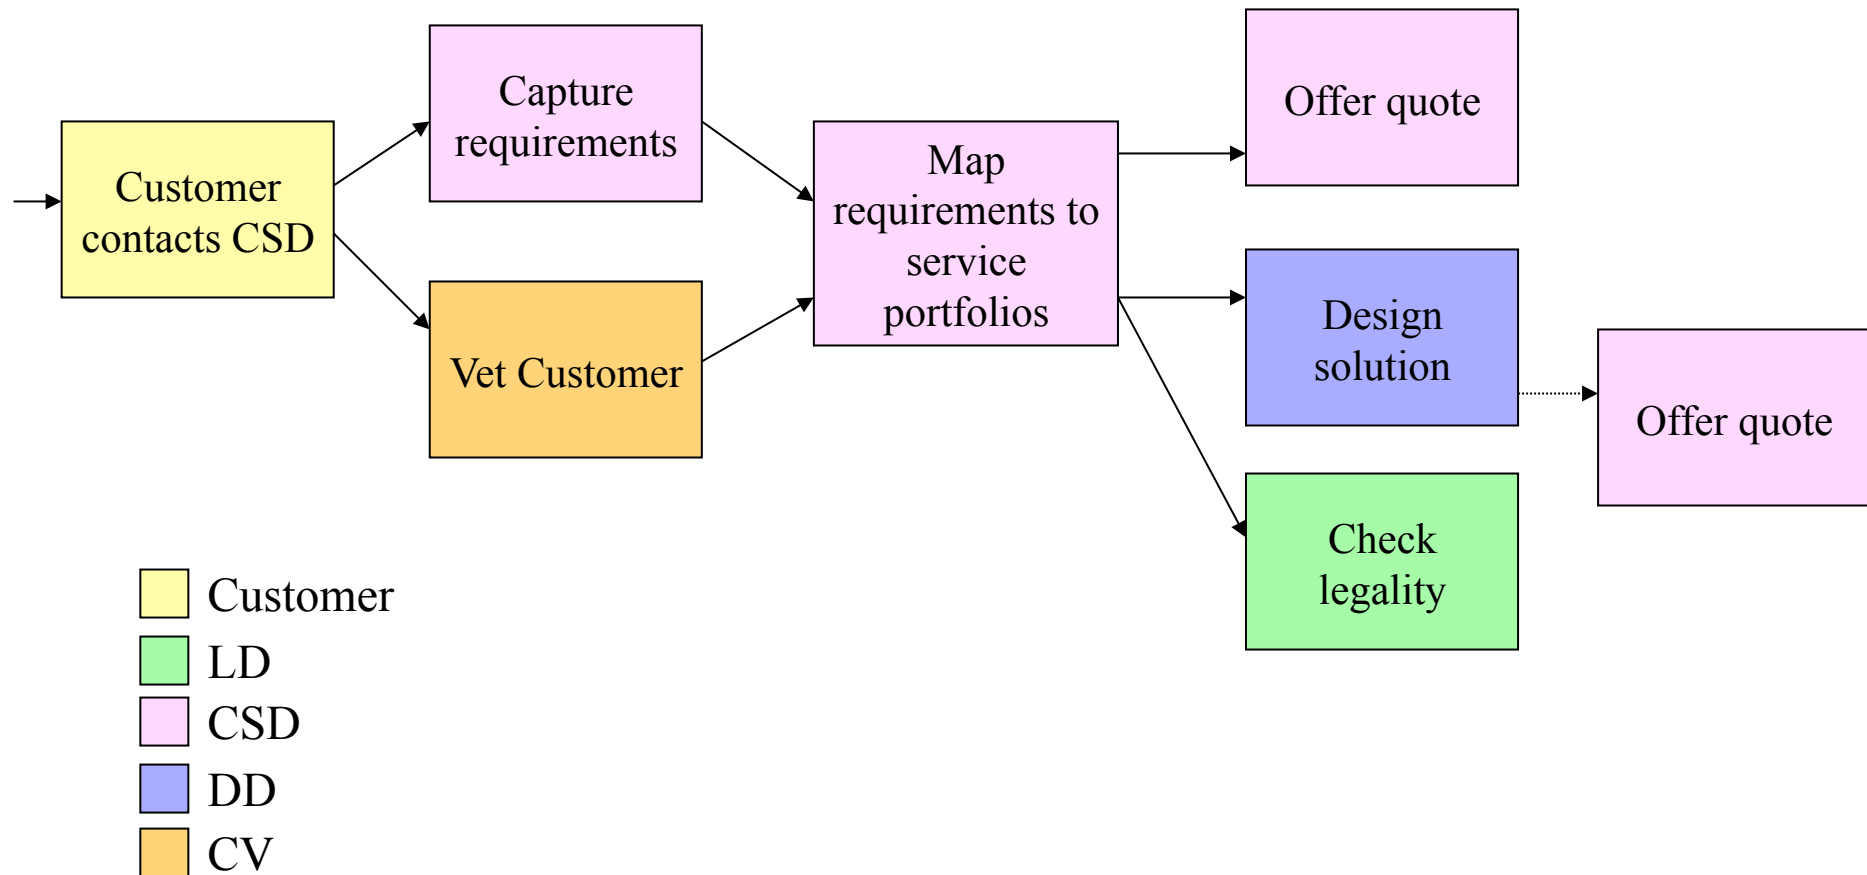 Customer
contacts CSD
Capture
requirements
Vet Customer
Map
requirements to
service
portfolios
Offer quote
Design
solution
Check
legality
Offer quote
Customer
LD
CSD
DD
CV